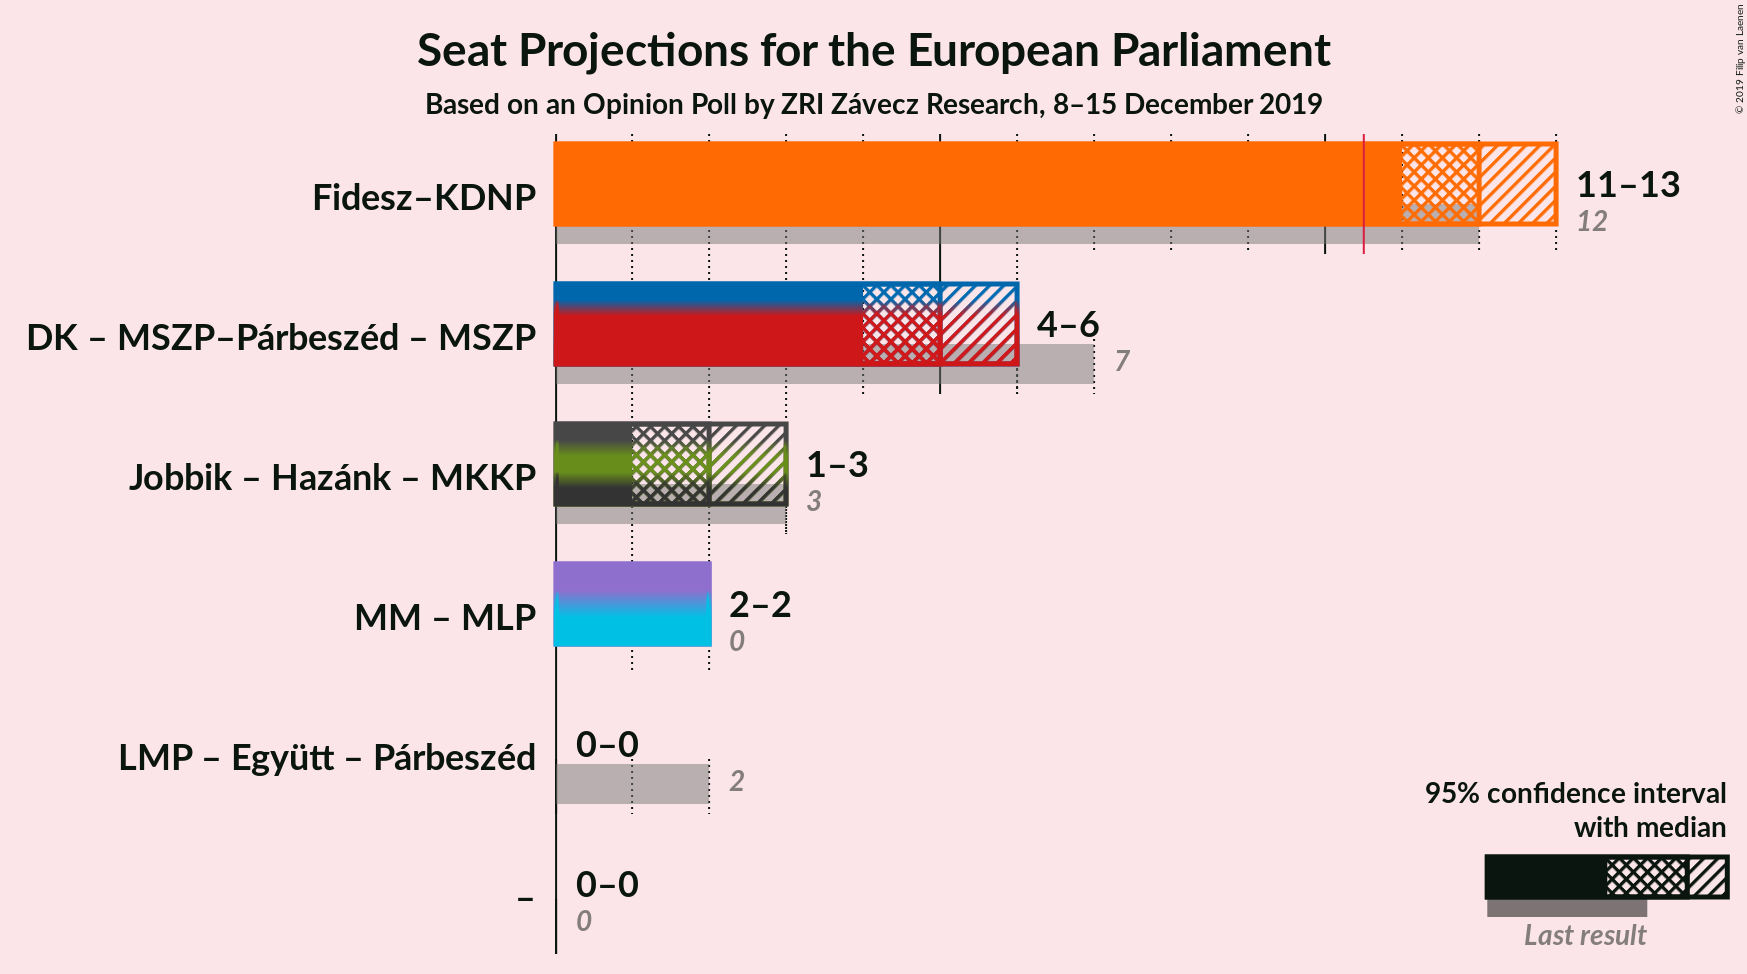 Seat Projections for the European Parliament
Based on an Opinion Poll by ZRI Závecz Research, 8–15 December 2019
© 2019 Filip van Laenen
Fidesz–KDNP
11–13
12
DK – MSZP–Párbeszéd – MSZP
4–6
7
Jobbik – Hazánk – MKKP
1–3
3
MM – MLP
2–2
0
LMP – Együtt – Párbeszéd
0–0
2
–
0–0
0
95% confidence interval
with median
Last result